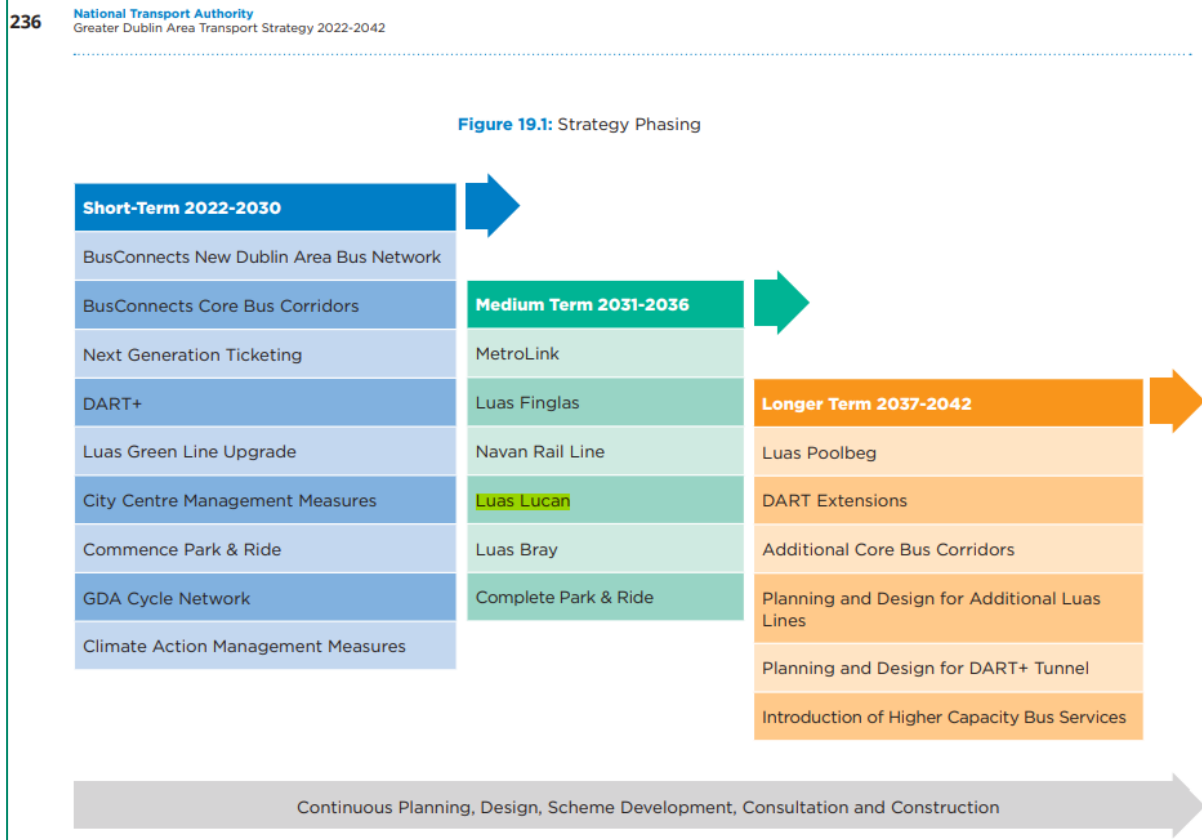 236
National Transport Authority
Greater Dublin Area Transport Strategy 2022-2042
Figure 19.1: Strategy Phasing
Short-Term 2022-2030
BusConnects New Dublin Area Bus Network
BusConnects Core Bus Corridors
Next Generation Ticketing
DART+
Luas Green Line Upgrade
City Centre Management Measures
Commence Park & Ride
GDA Cycle Network
Climate Action Management Measures
Medium Term 2031-2036
MetroLink
Luas Finglas
Navan Rail Line
Luas Lucan
Luas Bray
Complete Park & Ride
Longer Term 2037-2042
Luas Poolbeg
DART Extensions
Additional Core Bus Corridors
Planning and Design for Additional Luas
Lines
Planning and Design for DART+ Tunnel
Introduction of Higher Capacity Bus Services
Continuous Planning, Design, Scheme Development, Consultation and Construction